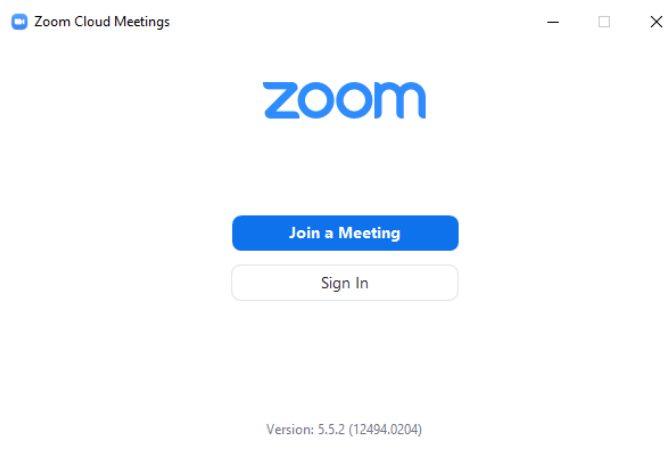 Zoom Cloud Meetings
zoom
Join a Meeting
Sign In
Version: 5.5.2 (12494.0204)